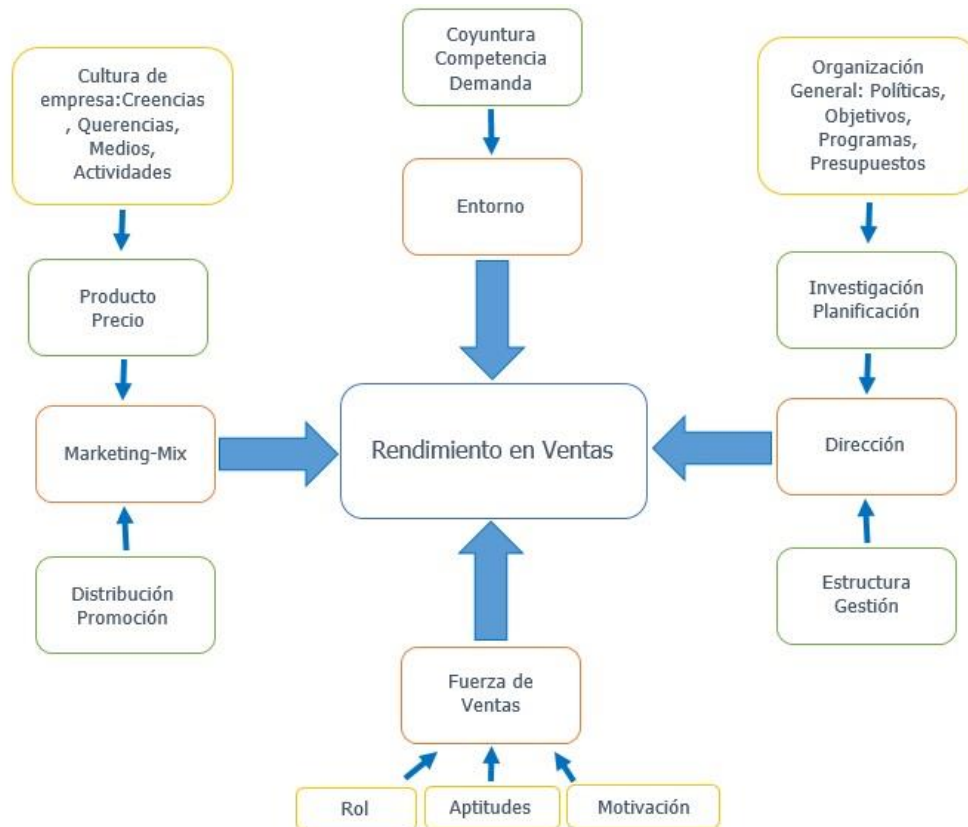 Cultura de
empresa:Creencias
, Querencias,
Medios,
Actividades
Coyuntura
Competencia
Demanda
Organización
General: Políticas,
Objetivos,
Programas,
Presupuestos
Entorno
Producto
Precio
Investigación
Planificación
Marketing-Mix
Rendimiento en Ventas
Dirección
Distribución
Promoción
Estructura
Gestión
Fuerza de
Ventas
Rol
Aptitudes
Motivación